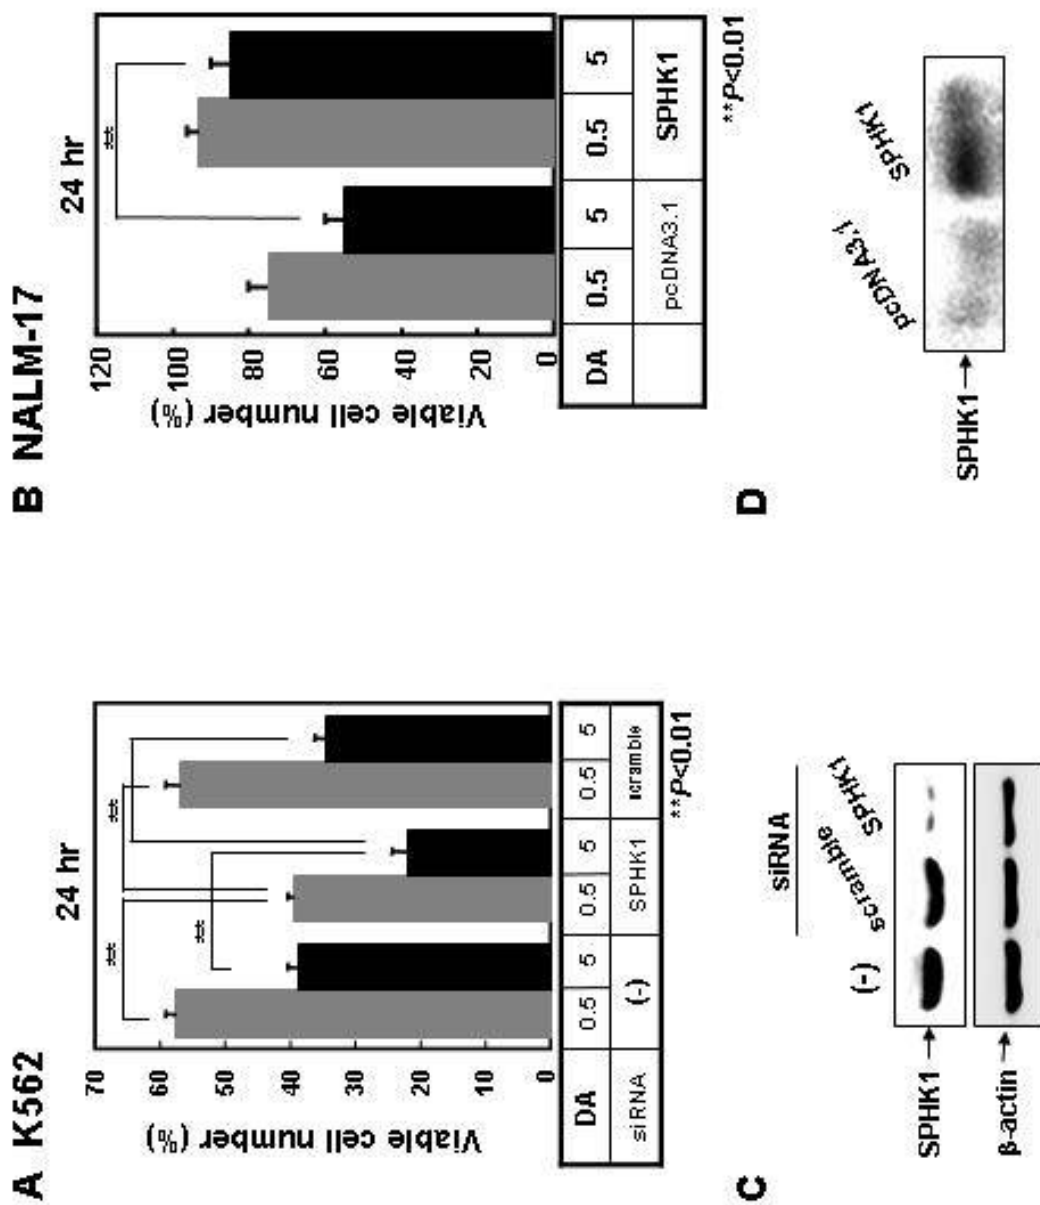 A K562
24 hr
Viable cell number (%)
70
60
50
40
30
20
10
0
**
**
**
**
DA 0.5 5 0.5 5 0.5 5
siRNA (-) SPHK1 scramble
**P<0.01
B NALM-17
24 hr
Viable cell number (%)
120
100
80
60
40
20
0
**
DA 0.5 5 0.5 5
pcDNA3.1 SPHK1
**P<0.01
C
siRNA
(-) scramble SPHK1
SPHK1
β-actin
D
pcDNA3.1 SPHK1
SPHK1